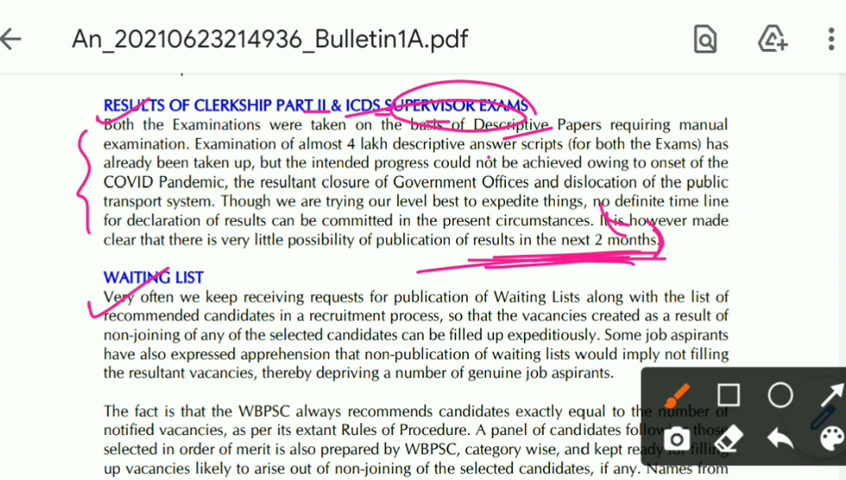 An_20210623214936_Bulletin1A.pdf
RESULTS OF CLERKSHIP PART II & ICDS SUPERVISOR EXAMS
Both the Examinations were taken on the basis of Descriptive Papers requiring manual
examination. Examination of almost 4 lakh descriptive answer scripts (for both the Exams) has
already been taken up, but the intended progress could not be achieved owing to onset of the
COVID Pandemic, the resultant closure of Government Offices and dislocation of the public
transport system. Though we are trying our level best to expedite things, no definite time line
for declaration of results can be committed in the present circumstances. It is however made
clear that there is very little possibility of publication of results in the next 2 months.
WAITING LIST
Very often we keep receiving requests for publication of Waiting Lists along with the list of
recommended candidates in a recruitment process, so that the vacancies created as a result of
non-joining of any of the selected candidates can be filled up expeditiously. Some job aspirants
have also expressed apprehension that non-publication of waiting lists would imply not filling
the resultant vacancies, thereby depriving a number of genuine job aspirants.
The fact is that the WBPSC always recommends candidates exactly equal to the number of
notified vacancies, as per its extant Rules of Procedure. A panel of candidates following those
selected in order of merit is also prepared by WBPSC, category wise, and kept ready for filling
up vacancies likely to arise out of non-joining of the selected candidates, if any. Names from